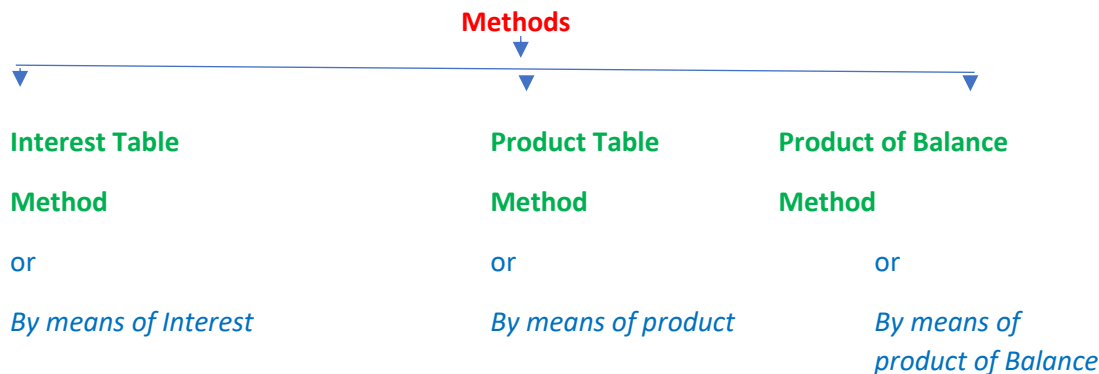 Methods
Interest Table Product Table Product of Balance
Method Method Method
or or or
By means of Interest By means of product By means of
product of Balance